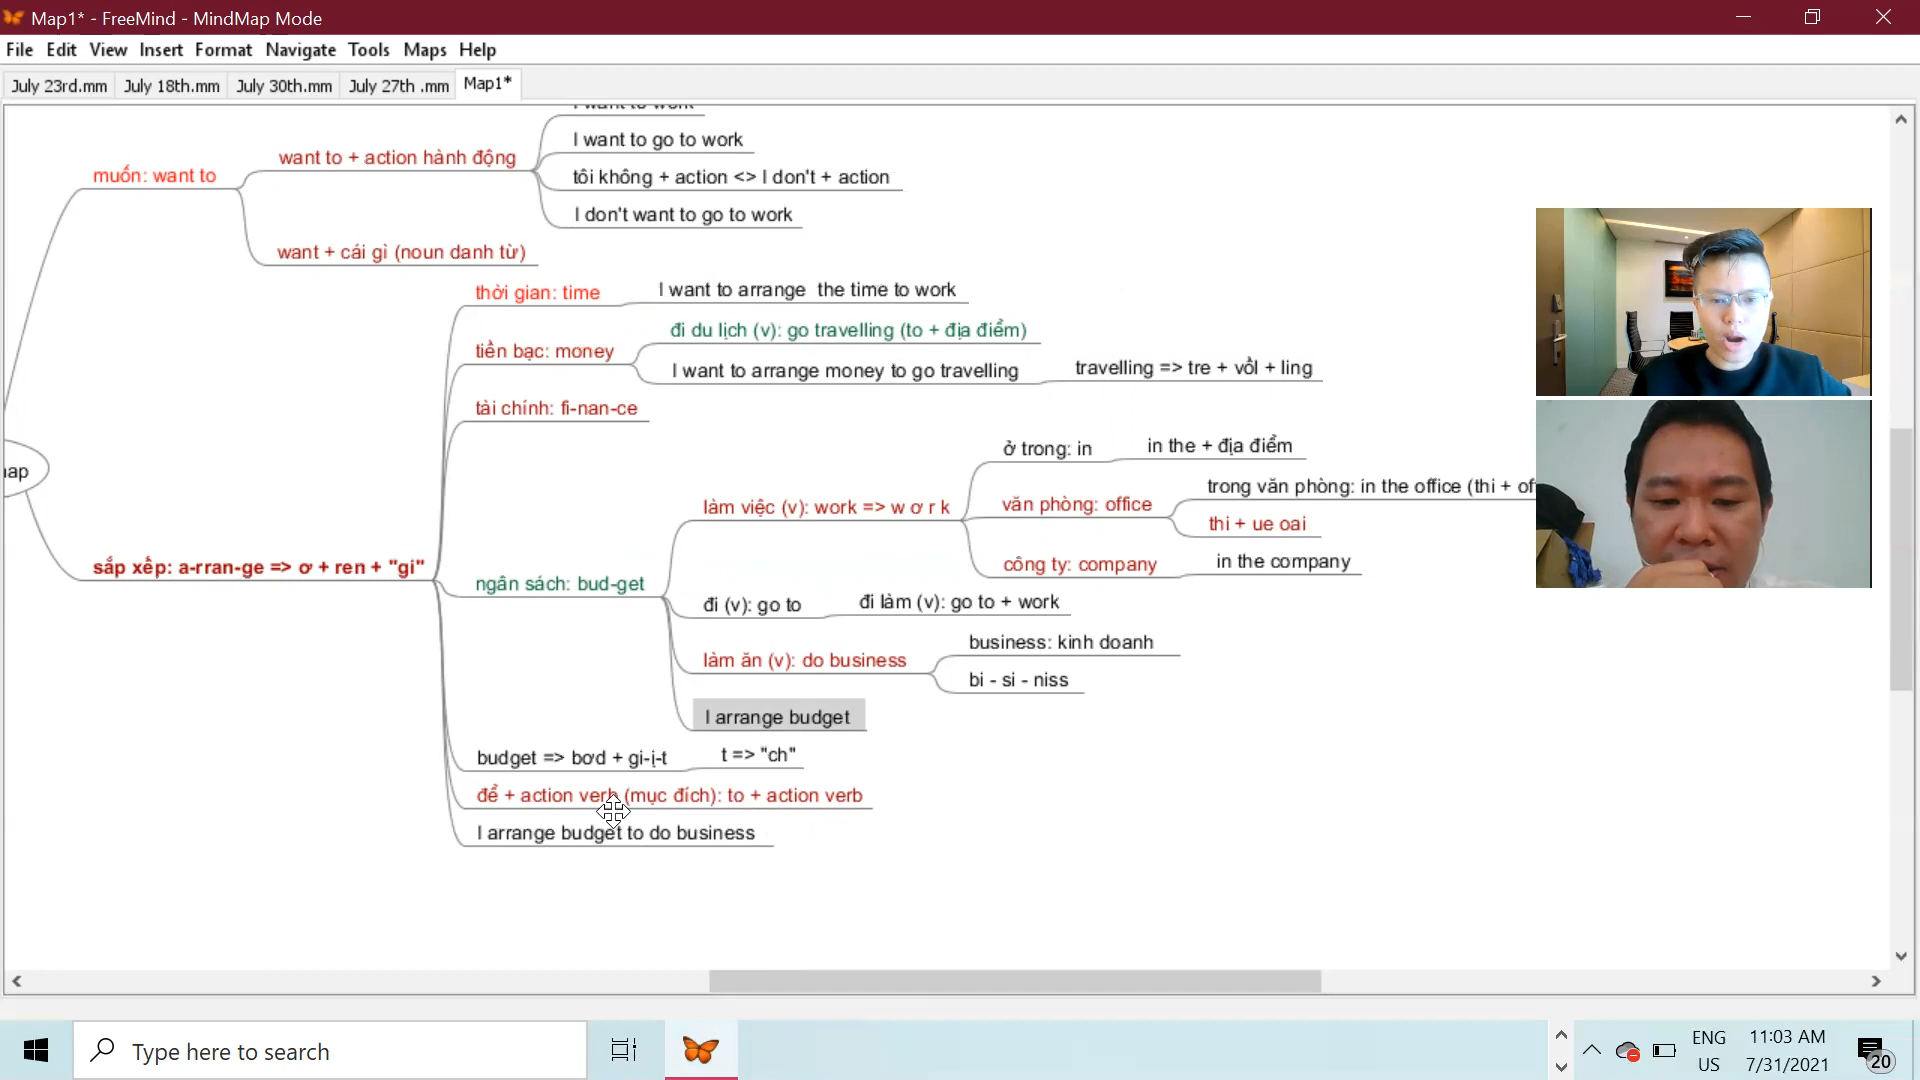 Map1* - FreeMind - MindMap Mode
File Edit View Insert Format Navigate Tools Maps Help
July 23rd.mm July 18th.mm July 30th.mm July 27th .mm Map1*
I want to work
I want to go to work
want to + action hành động
muốn: want to
tôi không + action <> I don't + action
I don't want to go to work
want + cái gì (noun danh từ)
thời gian: time
I want to arrange  the time to work
đi du lịch (v): go travelling (to + địa điểm)
tiền bạc: money
I want to arrange money to go travelling
travelling => tre + vồl + ling
tài chính: fi-nan-ce
ở trong: in
in the + địa điểm
làm việc (v): work => w ơ r k
văn phòng: office
trong văn phòng: in the office (thi + of
thi + ue oai
công ty: company
in the company
sắp xếp: a-rran-ge => ơ + ren + "gi"
ngân sách: bud-get
đi (v): go to
đi làm (v): go to + work
làm ăn (v): do business
business: kinh doanh
bi - si - niss
I arrange budget
budget => bơd + gi-ị-t
t => "ch"
để + action verb (mục đích): to + action verb
I arrange budget to do business
Type here to search
ENG
US
11:03 AM
7/31/2021
20